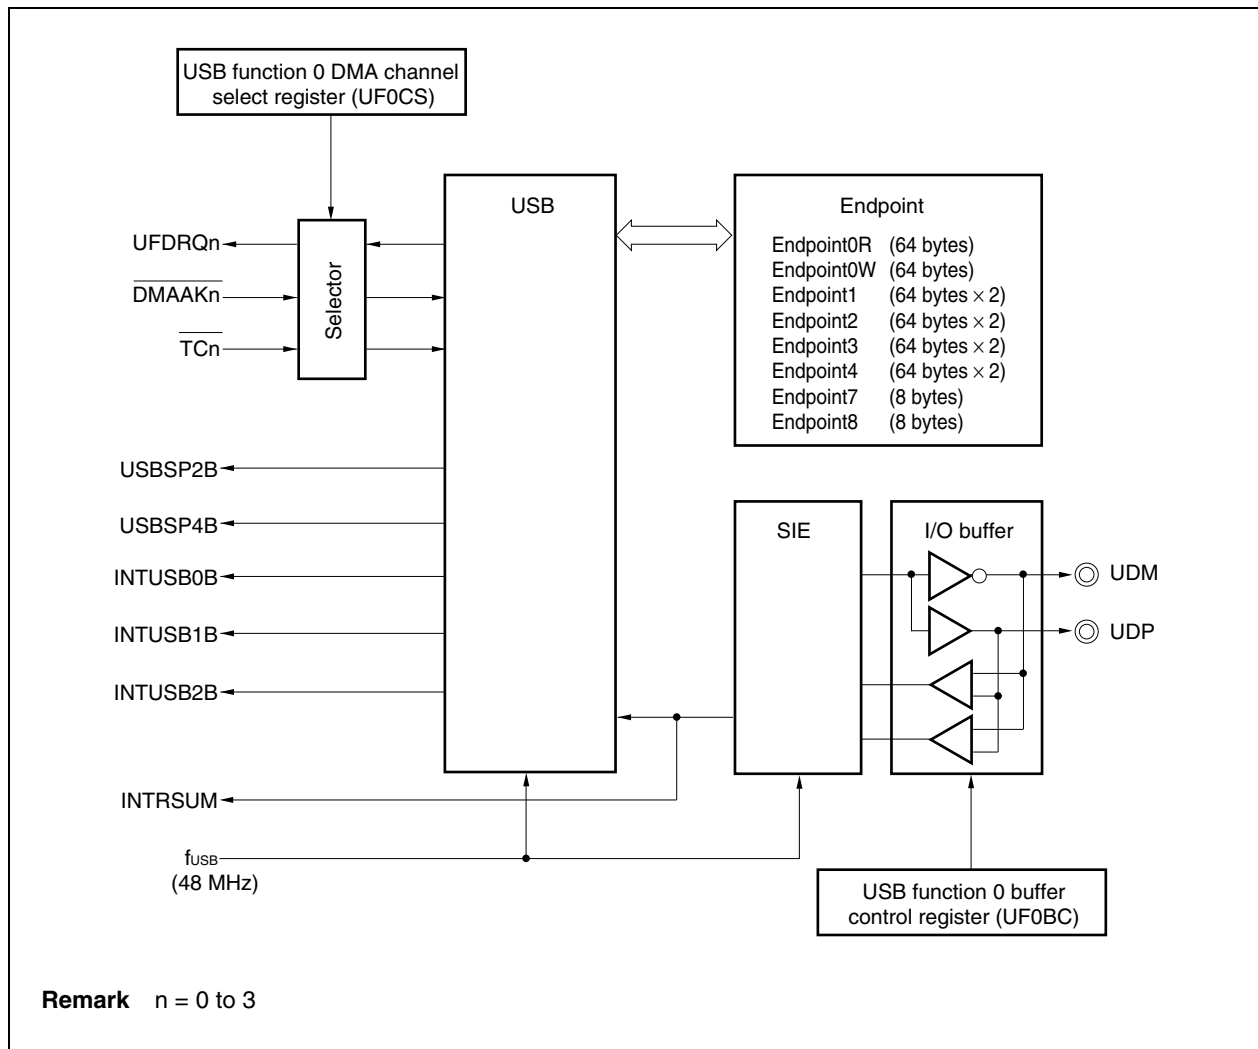 USB function 0 DMA channel
select register (UF0CS)
USB
Endpoint
UFDRQn
Endpoint0R (64 bytes)
Endpoint0W (64 bytes)
DMAAKn
Selector
Endpoint1 (64 bytes × 2)
Endpoint2 (64 bytes × 2)
TCn
Endpoint3 (64 bytes × 2)
Endpoint4 (64 bytes × 2)
Endpoint7 (8 bytes)
Endpoint8 (8 bytes)
USBSP2B
USBSP4B
SIE
I/O buffer
INTUSB0B
UDM
INTUSB1B
UDP
INTUSB2B
INTRSUM
fUSB
(48 MHz)
USB function 0 buffer
control register (UF0BC)
Remark n = 0 to 3